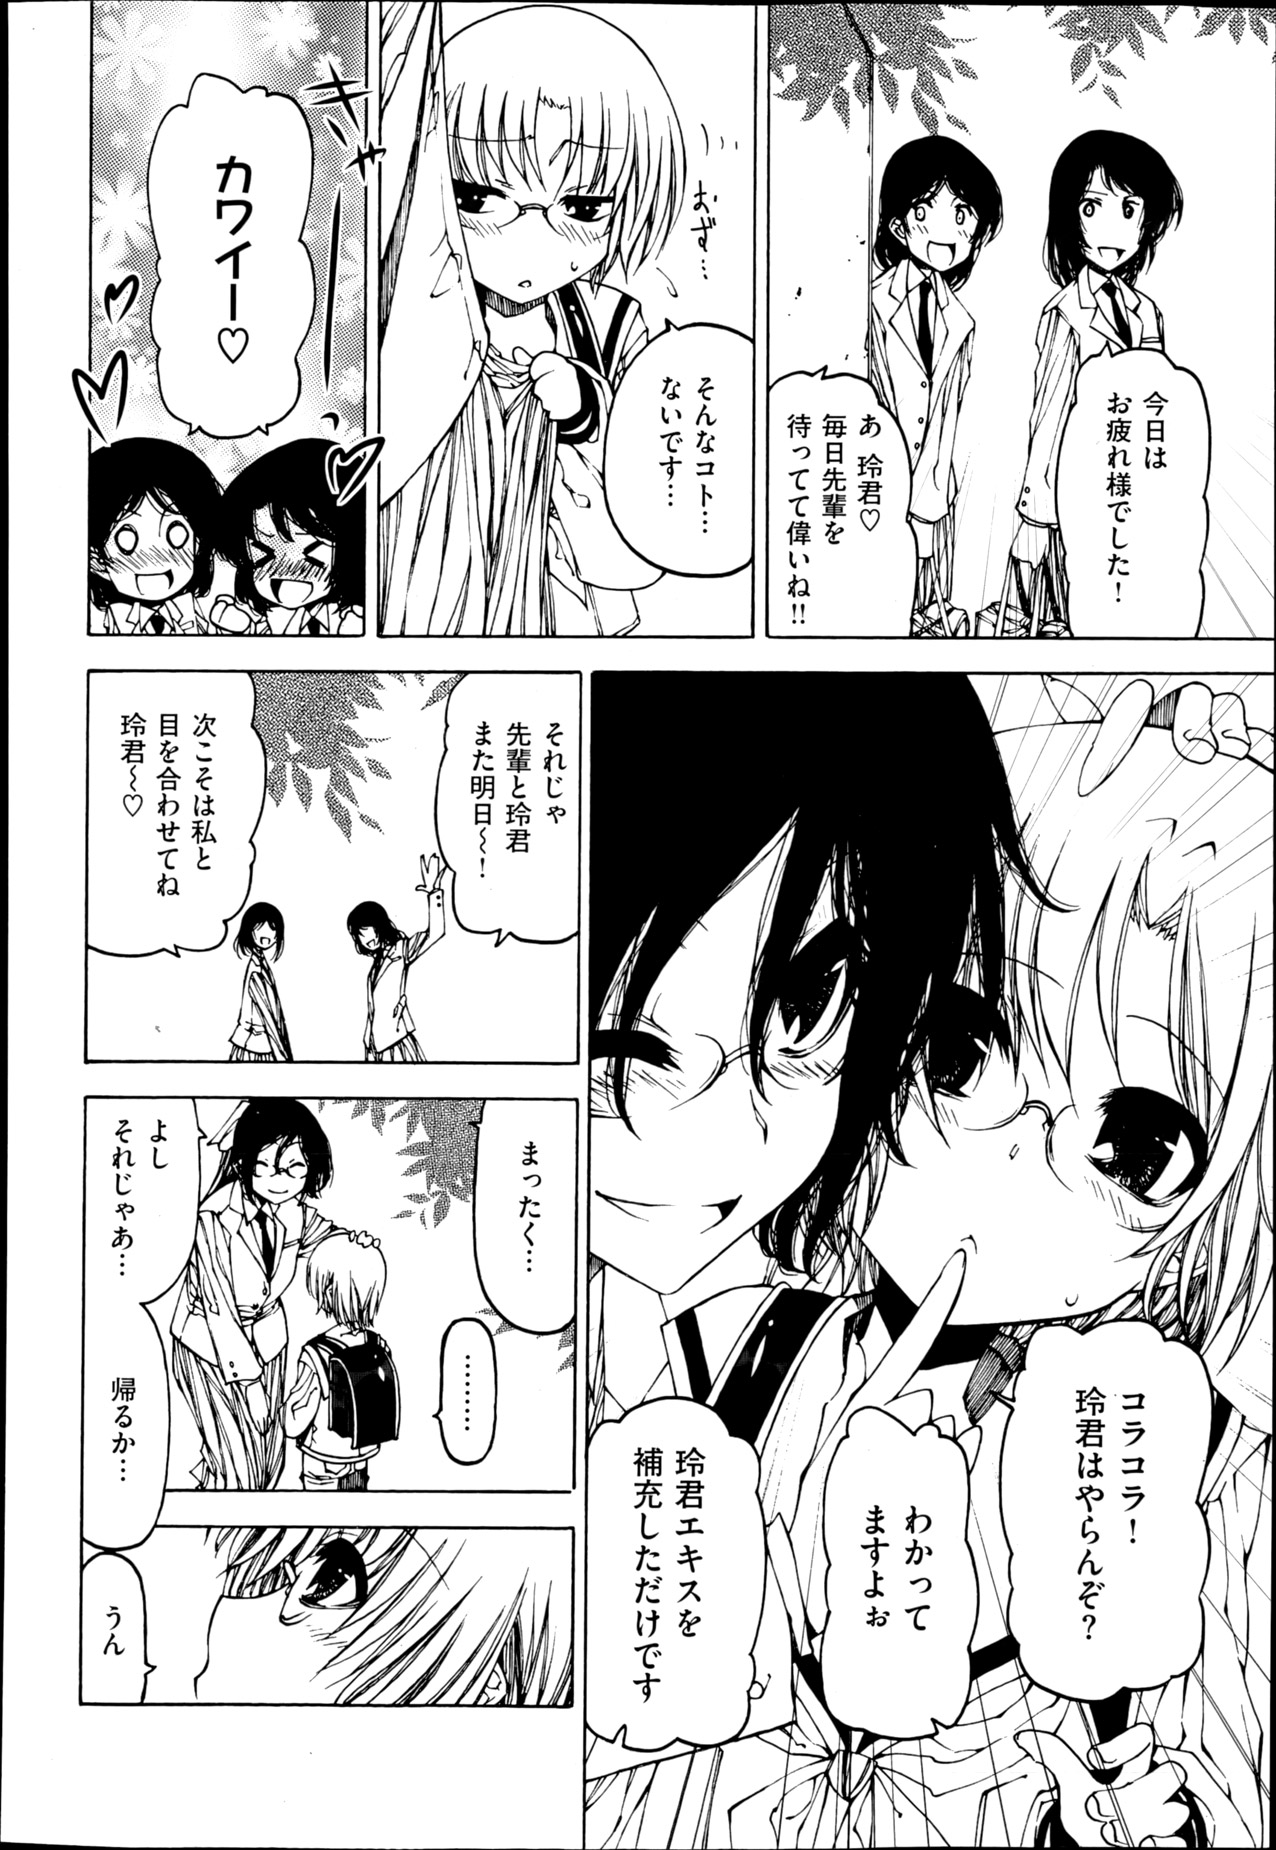 今日は
お疲れ様でした！
あ 玲君♡
毎日先輩を
待ってて偉いね!!
おず…
そんなコト…
ないです…
きゃー！
カワイー♡
コラコラ！
玲君はやらんぞ？
わかって
ますよぉ
玲君エキスを
補充しただけです
それじゃ
先輩と玲君
また明日～！
次こそは私と
目を合わせてね
玲君～♡
まったく…
………
よし
それじゃあ…
帰るか…
うん